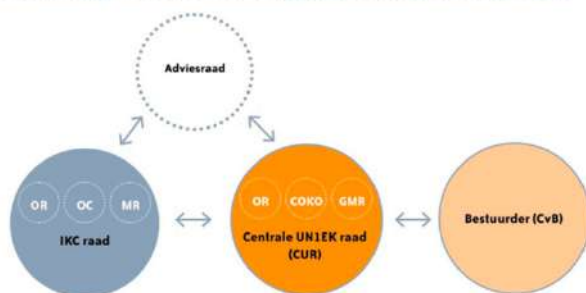 Adviesraad
OR OC MR
IKC raad
OR COKO GMR
Centrale UN1EK raad
(CUR)
Bestuurder (CvB)